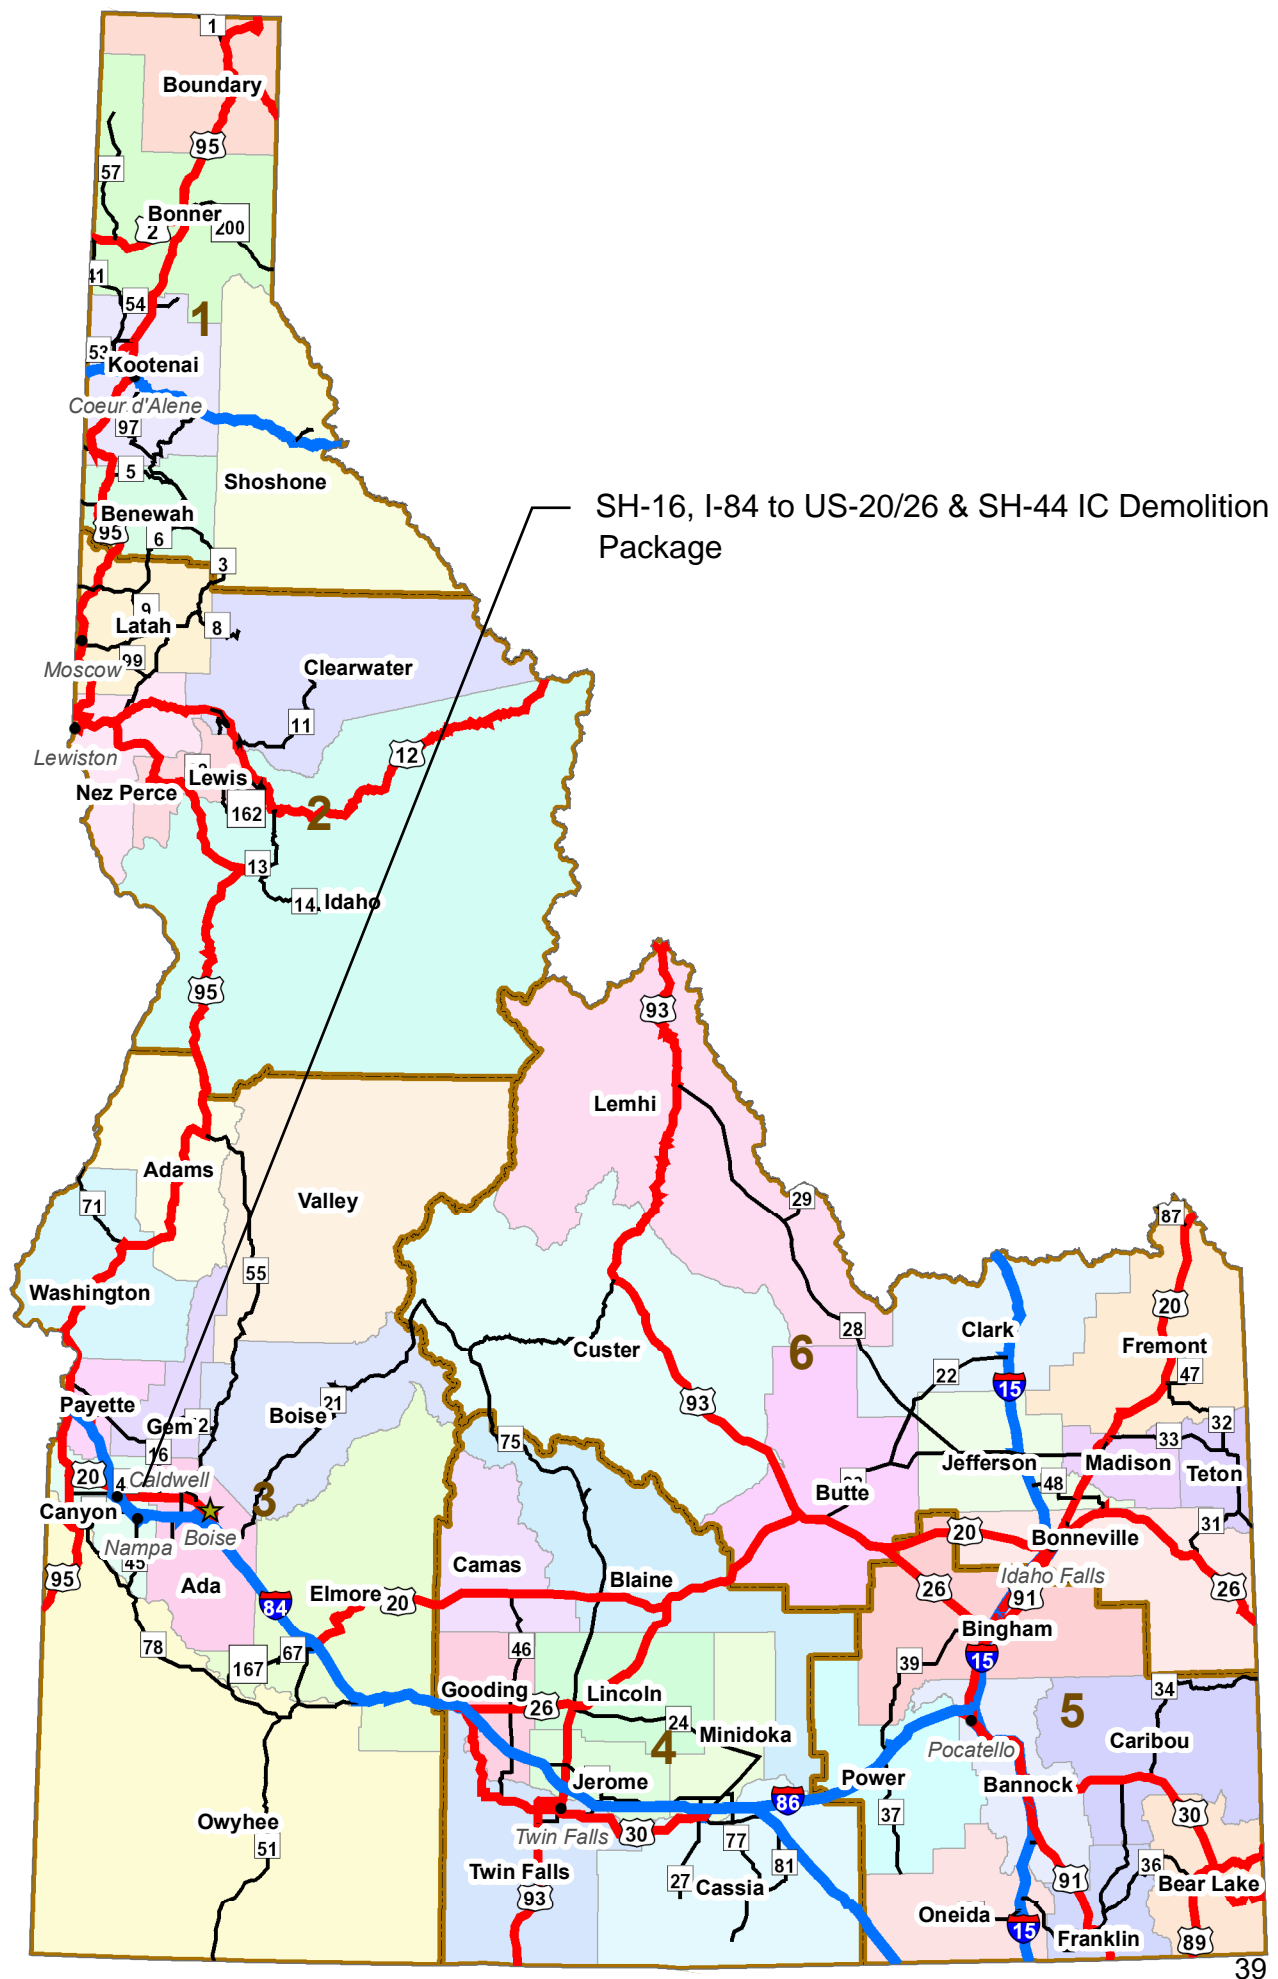 1
Boundary
95
57
Bonner
2
200
41
54
1
53
Kootenai
Coeur d'Alene
97
5
Shoshone
SH-16, I-84 to US-20/26 & SH-44 IC Demolition
Package
Benewah
95
6
3
9
Latah
8
99
Moscow
Clearwater
11
Lewiston
12
Lewis
Nez Perce
162
2
13
14
Idaho
95
93
Lemhi
Adams
71
Valley
29
87
55
Washington
20
28
Clark
Fremont
Custer
6
22
15
47
Payette
21
93
Boise
Gem
32
16
75
33
Jefferson
Madison
Teton
20
4
Caldwell
48
Butte
Canyon
3
31
Boise
20
Bonneville
Nampa
45
Camas
Idaho Falls
95
Ada
Blaine
26
26
Elmore
20
91
84
Bingham
78
46
67
39
15
167
Gooding
Lincoln
34
26
5
24
Minidoka
Caribou
4
Pocatello
Jerome
Power
Bannock
86
30
37
Owyhee
Twin Falls
30
51
77
Twin Falls
81
36
27
Cassia
91
Bear Lake
93
Oneida
15
Franklin
89
39